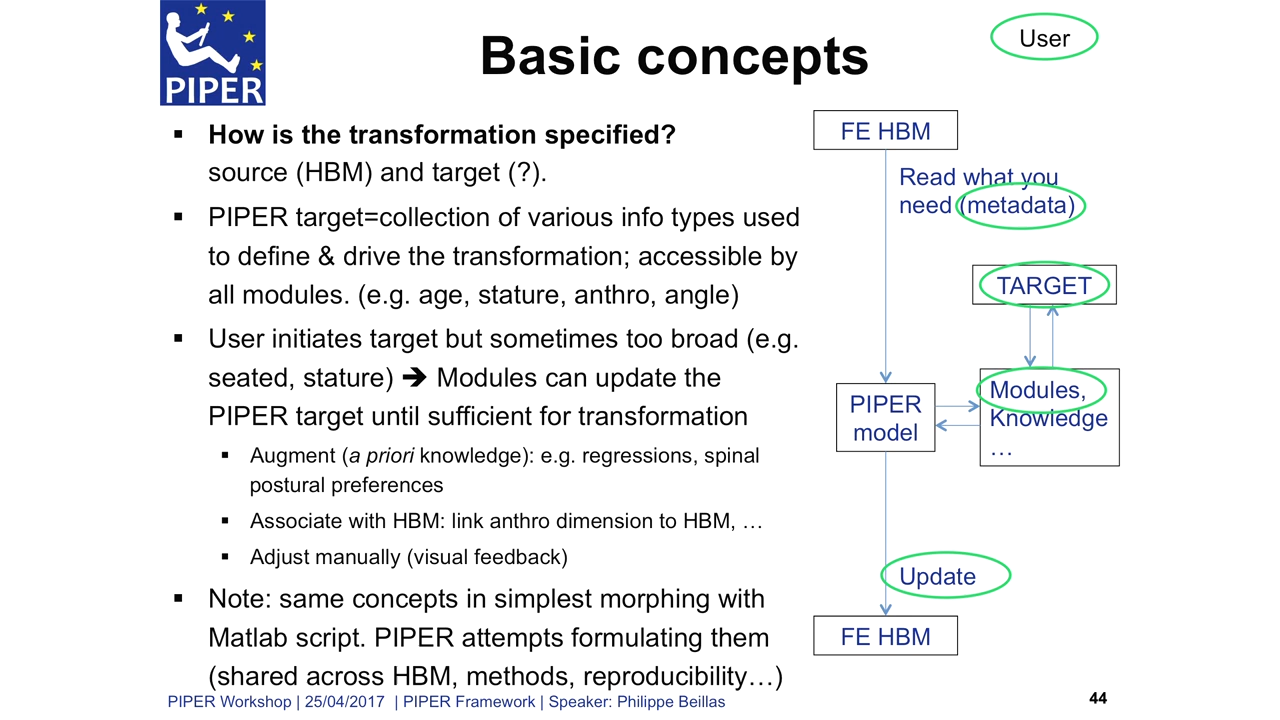 PIPER
Basic concepts
User
▪ How is the transformation specified?
source (HBM) and target (?).
▪ PIPER target=collection of various info types used
to define & drive the transformation; accessible by
all modules. (e.g. age, stature, anthro, angle)
▪ User initiates target but sometimes too broad (e.g.
seated, stature) ➔ Modules can update the
PIPER target until sufficient for transformation
▪ Augment (a priori knowledge): e.g. regressions, spinal
postural preferences
▪ Associate with HBM: link anthro dimension to HBM, …
▪ Adjust manually (visual feedback)
▪ Note: same concepts in simplest morphing with
Matlab script. PIPER attempts formulating them
(shared across HBM, methods, reproducibility…)
FE HBM
Read what you
need (metadata)
TARGET
PIPER
model
Modules,
Knowledge
…
Update
FE HBM
PIPER Workshop | 25/04/2017 | PIPER Framework | Speaker: Philippe Beillas
44